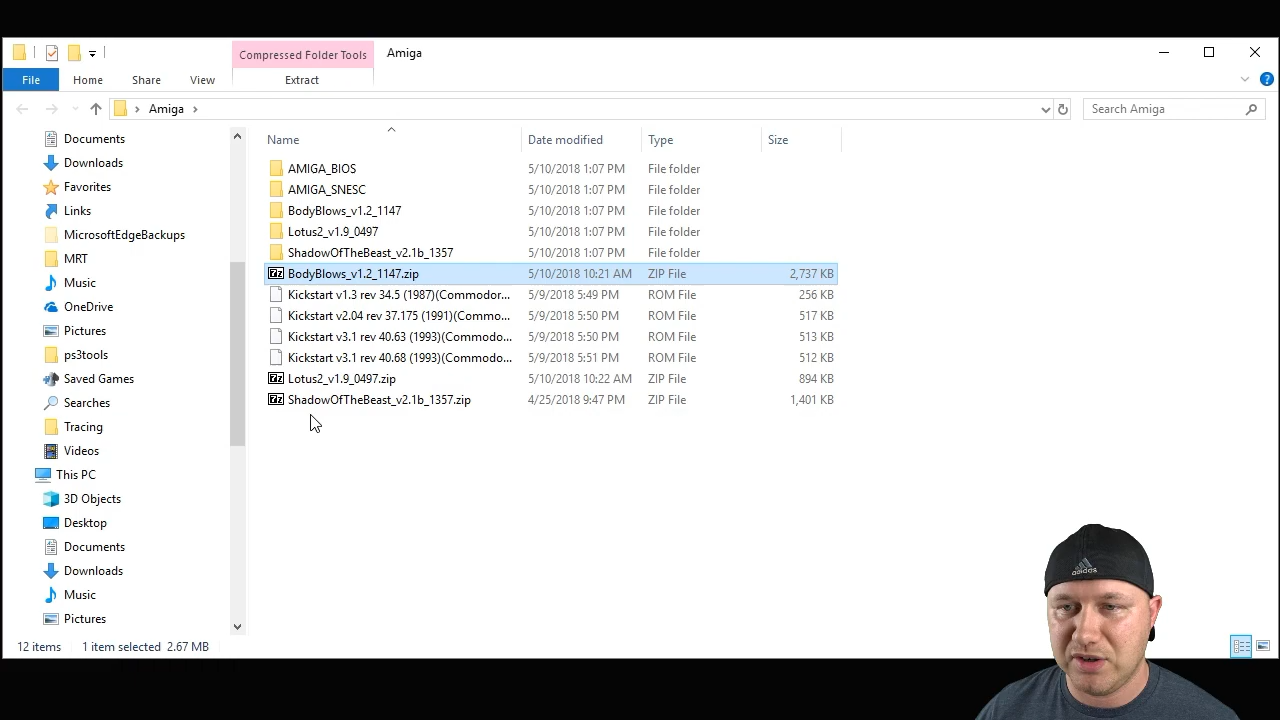 Compressed Folder Tools Amiga
File Home Share View Extract
Amiga Search Amiga
Name Date modified Type Size
Documents
Downloads
Favorites
Links
MicrosoftEdgeBackups
MRT
Music
OneDrive
Pictures
ps3tools
Saved Games
Searches
Tracing
Videos
This PC
3D Objects
Desktop
Documents
Downloads
Music
Pictures
AMIGA_BIOS 5/10/2018 1:07 PM File folder
AMIGA_SNESC 5/10/2018 1:07 PM File folder
BodyBlows_v1.2_1147 5/10/2018 1:07 PM File folder
Lotus2_v1.9_0497 5/10/2018 1:07 PM File folder
ShadowOfTheBeast_v2.1b_1357 5/10/2018 1:07 PM File folder
7z BodyBlows_v1.2_1147.zip 5/10/2018 10:21 AM ZIP File 2,737 KB
Kickstart v1.3 rev 34.5 (1987)(Commodor... 5/9/2018 5:49 PM ROM File 256 KB
Kickstart v2.04 rev 37.175 (1991)(Commo... 5/9/2018 5:50 PM ROM File 517 KB
Kickstart v3.1 rev 40.63 (1993)(Commodo... 5/9/2018 5:50 PM ROM File 513 KB
Kickstart v3.1 rev 40.68 (1993)(Commodo... 5/9/2018 5:51 PM ROM File 512 KB
7z Lotus2_v1.9_0497.zip 5/10/2018 10:22 AM ZIP File 894 KB
7z ShadowOfTheBeast_v2.1b_1357.zip 4/25/2018 9:47 PM ZIP File 1,401 KB
12 items 1 item selected 2.67 MB
adidas